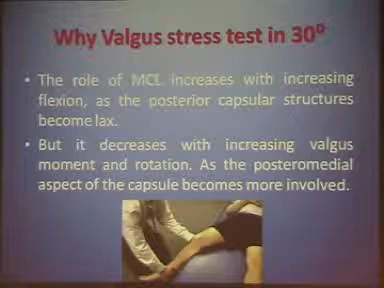 Why Valgus stress test in 30⁰
• The role of MCL increases with increasing
flexion, as the posterior capsular structures
become lax.
• But it decreases with increasing valgus
moment and rotation. As the posteromedial
aspect of the capsule becomes more involved.